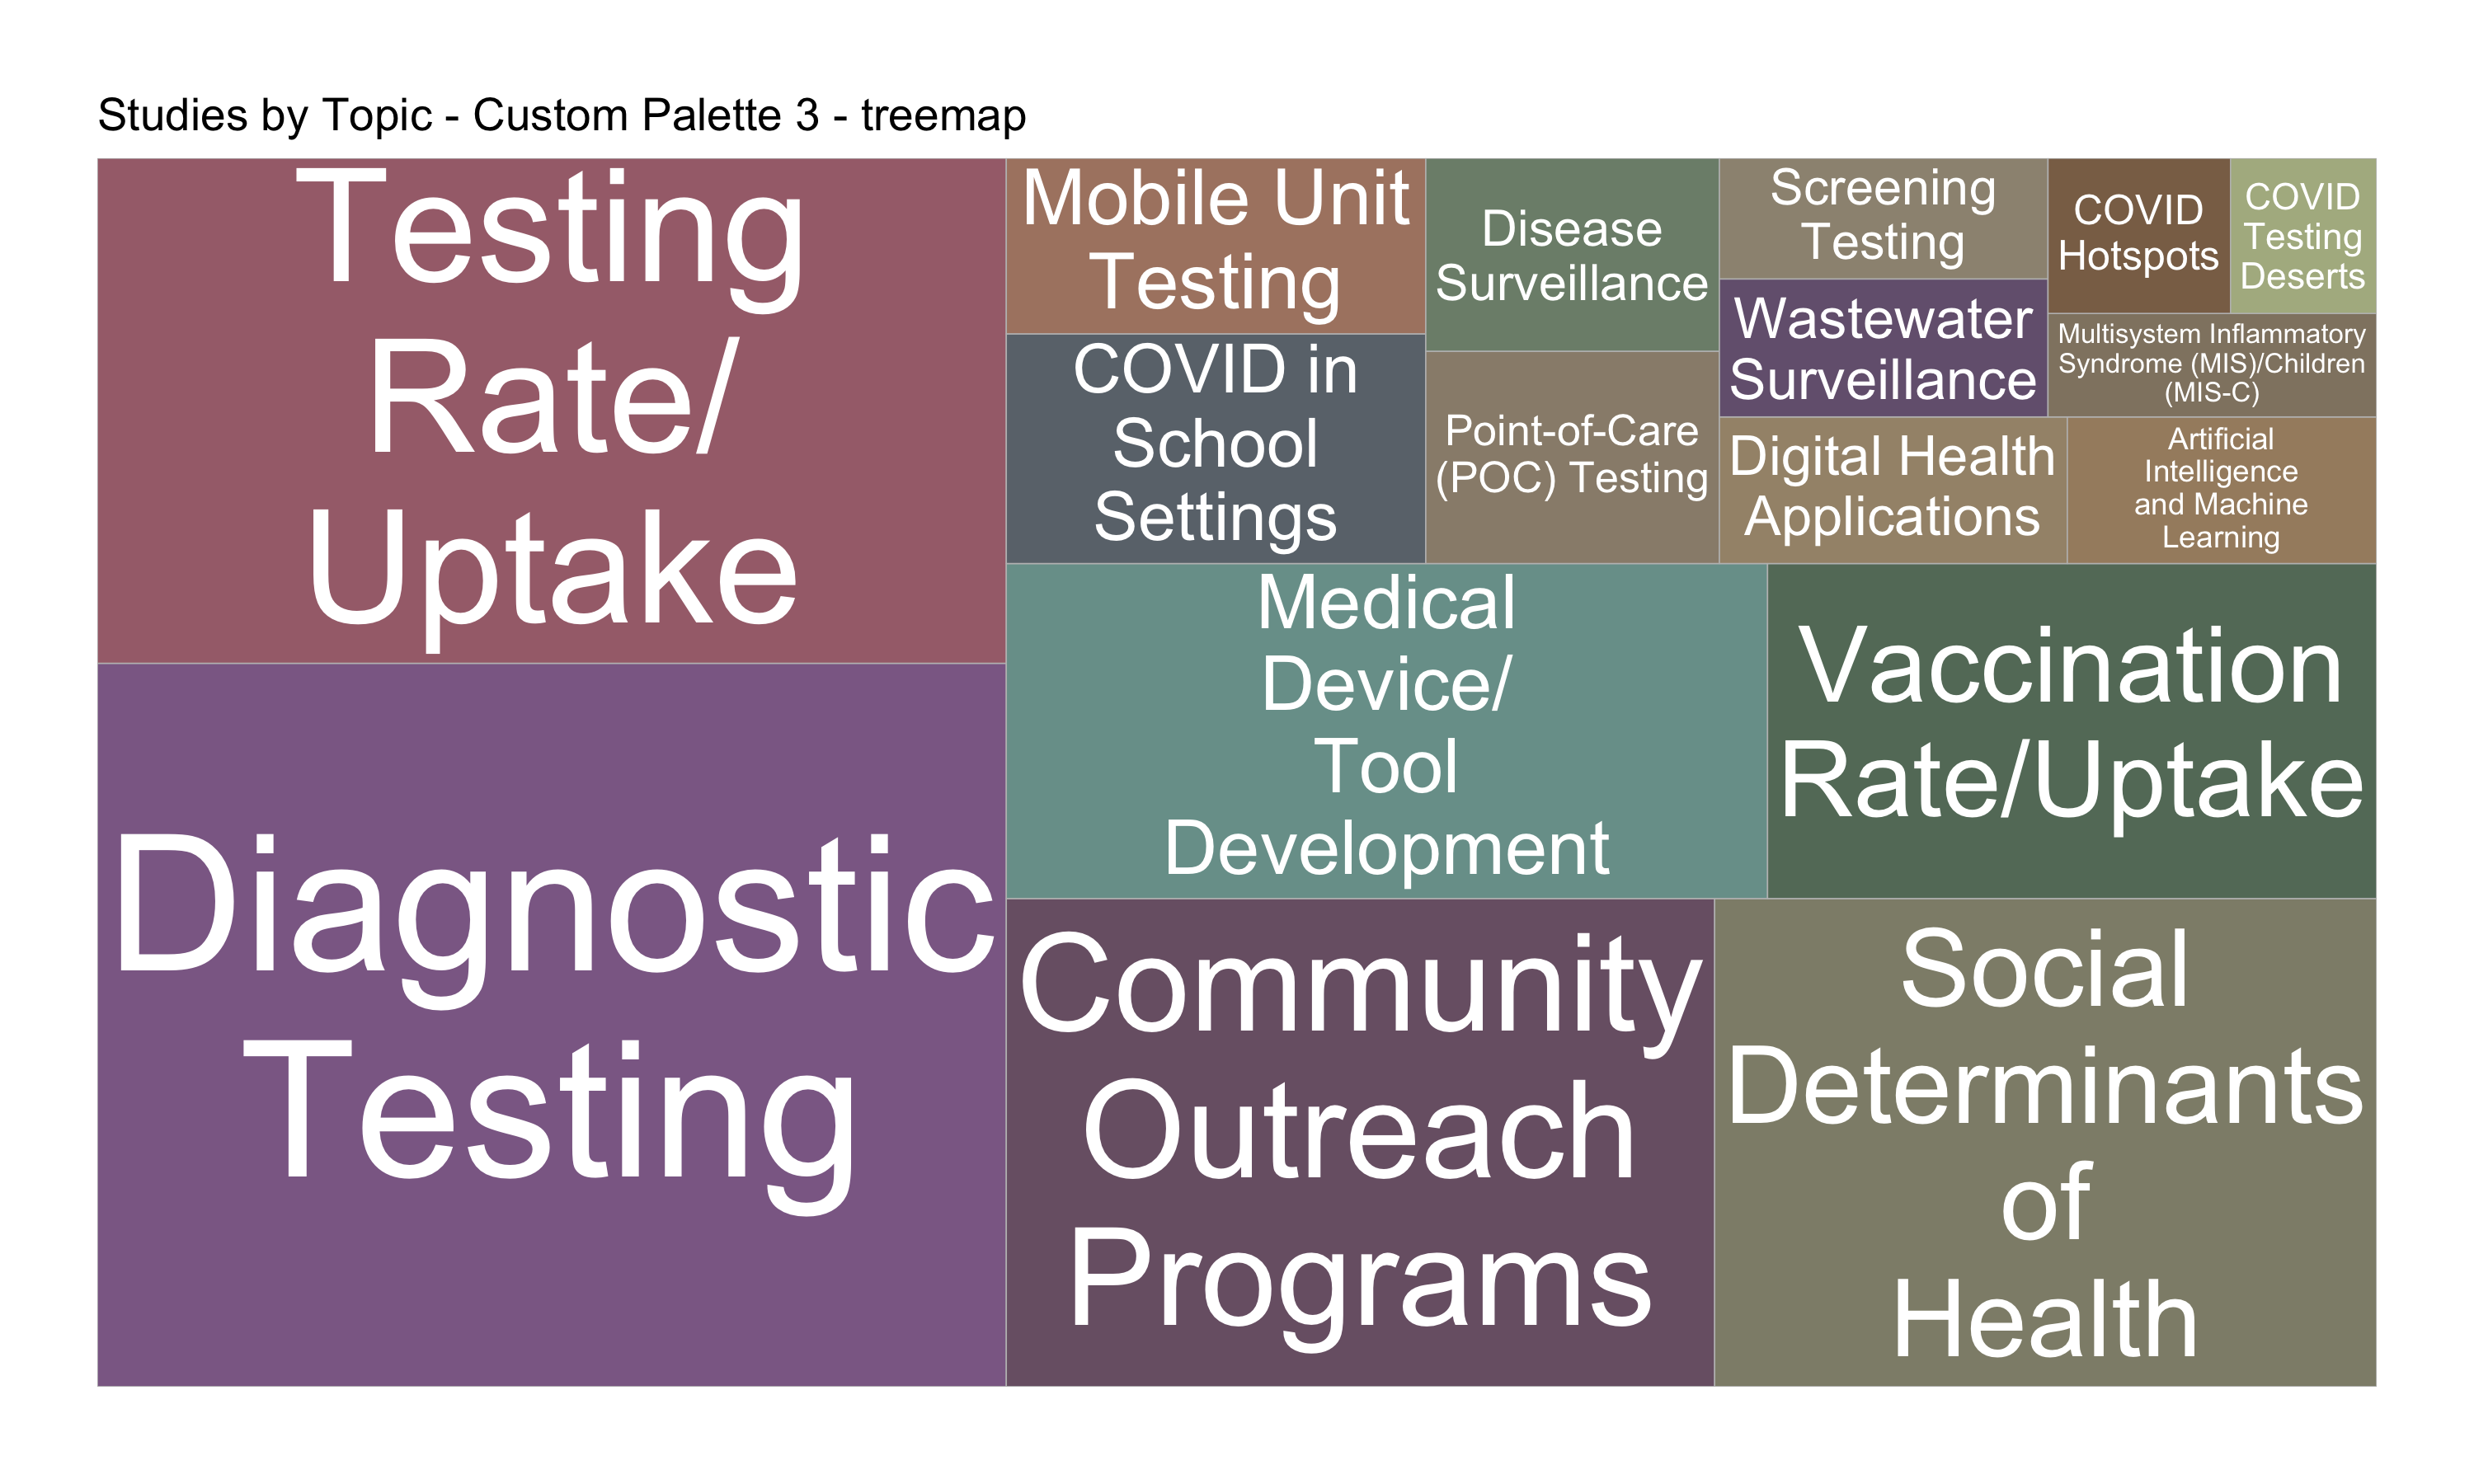 Studies by Topic - Custom Palette 3 - treemap
Testing
Rate/
Uptake
Diagnostic
Testing
Mobile Unit
Testing
COVID in
School
Settings
Disease
Surveillance
Point-of-Care
(POC) Testing
Screening
Testing
Wastewater
Surveillance
Digital Health
Applications
COVID
Hotspots
COVID
Testing
Deserts
Multisystem Inflammatory
Syndrome (MIS)/Children
(MIS-C)
Artificial
Intelligence
and Machine
Learning
Medical
Device/
Tool
Development
Vaccination
Rate/Uptake
Community
Outreach
Programs
Social
Determinants
of
Health